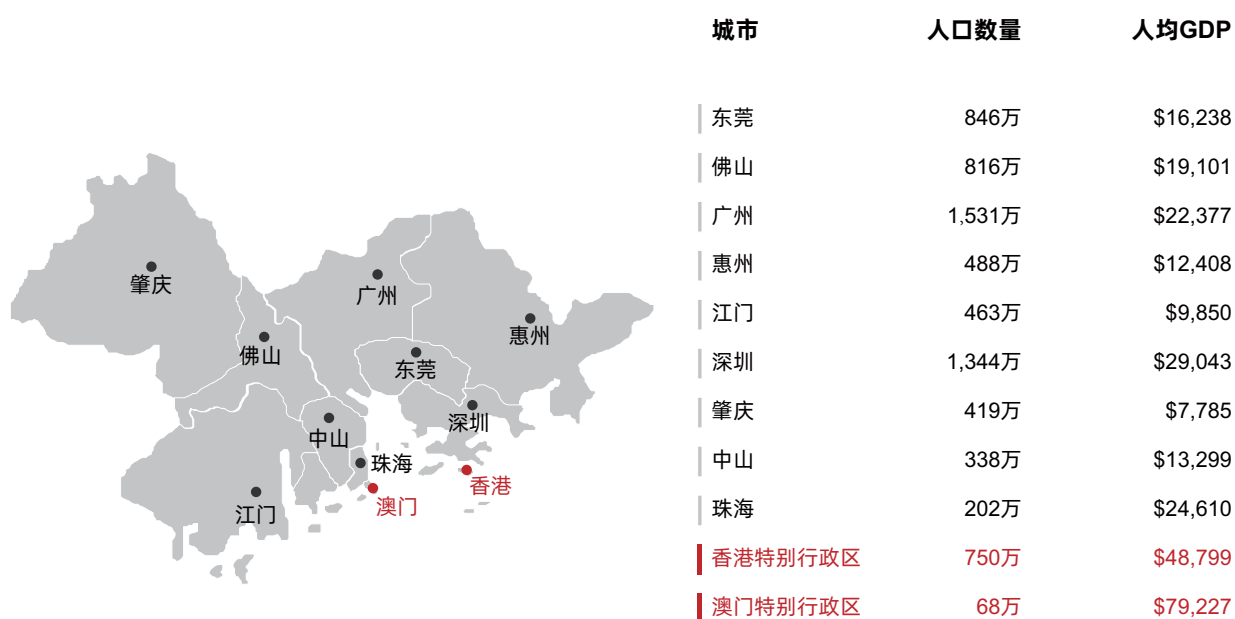 城市 人口数量 人均GDP
东莞 846万 $16,238
佛山 816万 $19,101
广州 1,531万 $22,377
惠州 488万 $12,408
江门 463万 $9,850
深圳 1,344万 $29,043
肇庆 419万 $7,785
中山 338万 $13,299
珠海 202万 $24,610
香港特别行政区 750万 $48,799
澳门特别行政区 68万 $79,227
肇庆
广州
惠州
佛山
东莞
深圳
中山
珠海
香港
澳门
江门